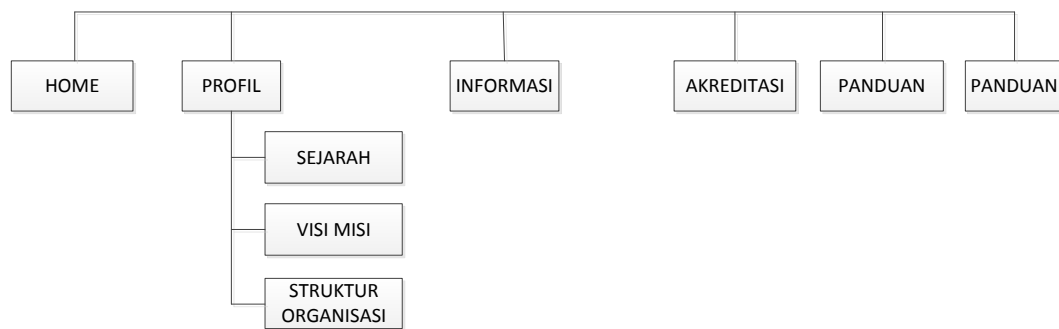 HOME
PROFIL
INFORMASI
AKREDITASI
PANDUAN
PANDUAN
SEJARAH
VISI MISI
STRUKTUR
ORGANISASI